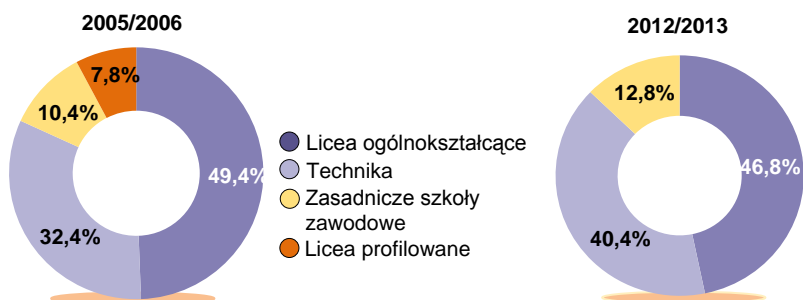 2005/2006
7,8%
10,4%
49,4%
32,4%
Licea ogólnokształcące
Technika
Zasadnicze szkoły
zawodowe
Licea profilowane
2012/2013
12,8%
46,8%
40,4%